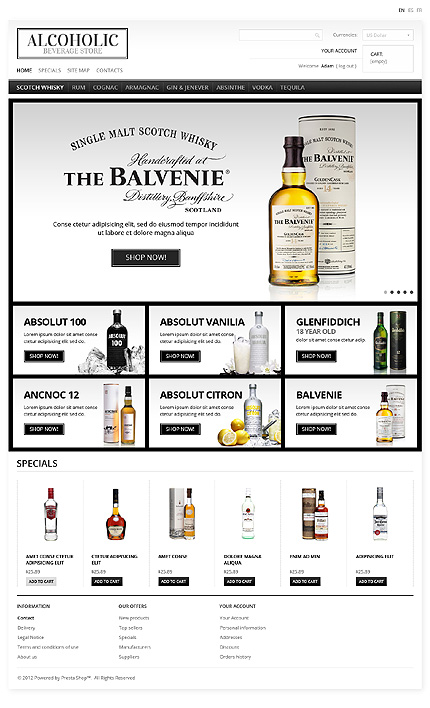 EN ES FR
ALCOHOLIC
BEVERAGE STORE
Currencies US Dollar
YOUR ACCOUNT
Welcome Adam ( log out )
CART:
(empty)
HOME SPECIALS SITE MAP CONTACTS
SCOTCH WHISKY RUM COGNAC ARMAGNAC GIN & JENEVER ABSINTHE VODKA TEQUILA
SINGLE MALT SCOTCH WHISKY
Handcrafted at
THE BALVENIE®
Distillery Banffshire
SCOTLAND
Conse ctetur adipisicing elit, sed do eiusmod tempor incididunt
ut labore et dolore magna aliqua
SHOP NOW!
THE
BALVENIE
GOLDENCASK
14
THE
BALVENIE
GOLDENCASK
ABSOLUT 100
Lorem ipsum dolor sit amet conse
ctetur adipisicing elit sed do.
SHOP NOW!
ABSOLUT
100
ABSOLUT VANILIA
Lorem ipsum dolor sit amet conse
ctetur adipisicing elit sed do.
SHOP NOW!
GLENFIDDICH
18 YEAR OLD
dolor sit amet conse ctetur adip.
SHOP NOW!
ANCNOC 12
Lorem ipsum dolor sit amet conse
ctetur adipisicing elit sed do.
SHOP NOW!
ABSOLUT CITRON
Lorem ipsum dolor sit amet conse
ctetur adipisicing elit sed do.
SHOP NOW!
BALVENIE
Lorem ipsum dolor sit amet conse
ctetur adipisicing elit sed do.
SHOP NOW!
SPECIALS
AMET CONSE CTETUR
ADIPISICING ELIT
$25.89
ADD TO CART
CTETUR ADIPISICING
ELIT
$25.89
ADD TO CART
AMET CONSE
$25.89
ADD TO CART
DOLORE MAGNA
ALIQUA
$25.89
ADD TO CART
ENIM AD MIN
$25.89
ADD TO CART
ADIPISICING ELIT
$25.89
ADD TO CART
INFORMATION
Contact
Delivery
Legal Notice
Terms and conditions of use
About us
OUR OFFERS
New products
Top sellers
Specials
Manufacturers
Suppliers
YOUR ACCOUNT
Your Account
Personal information
Addresses
Discount
Orders history
© 2012 Powered by PrestaShop™. All Rights Reserved